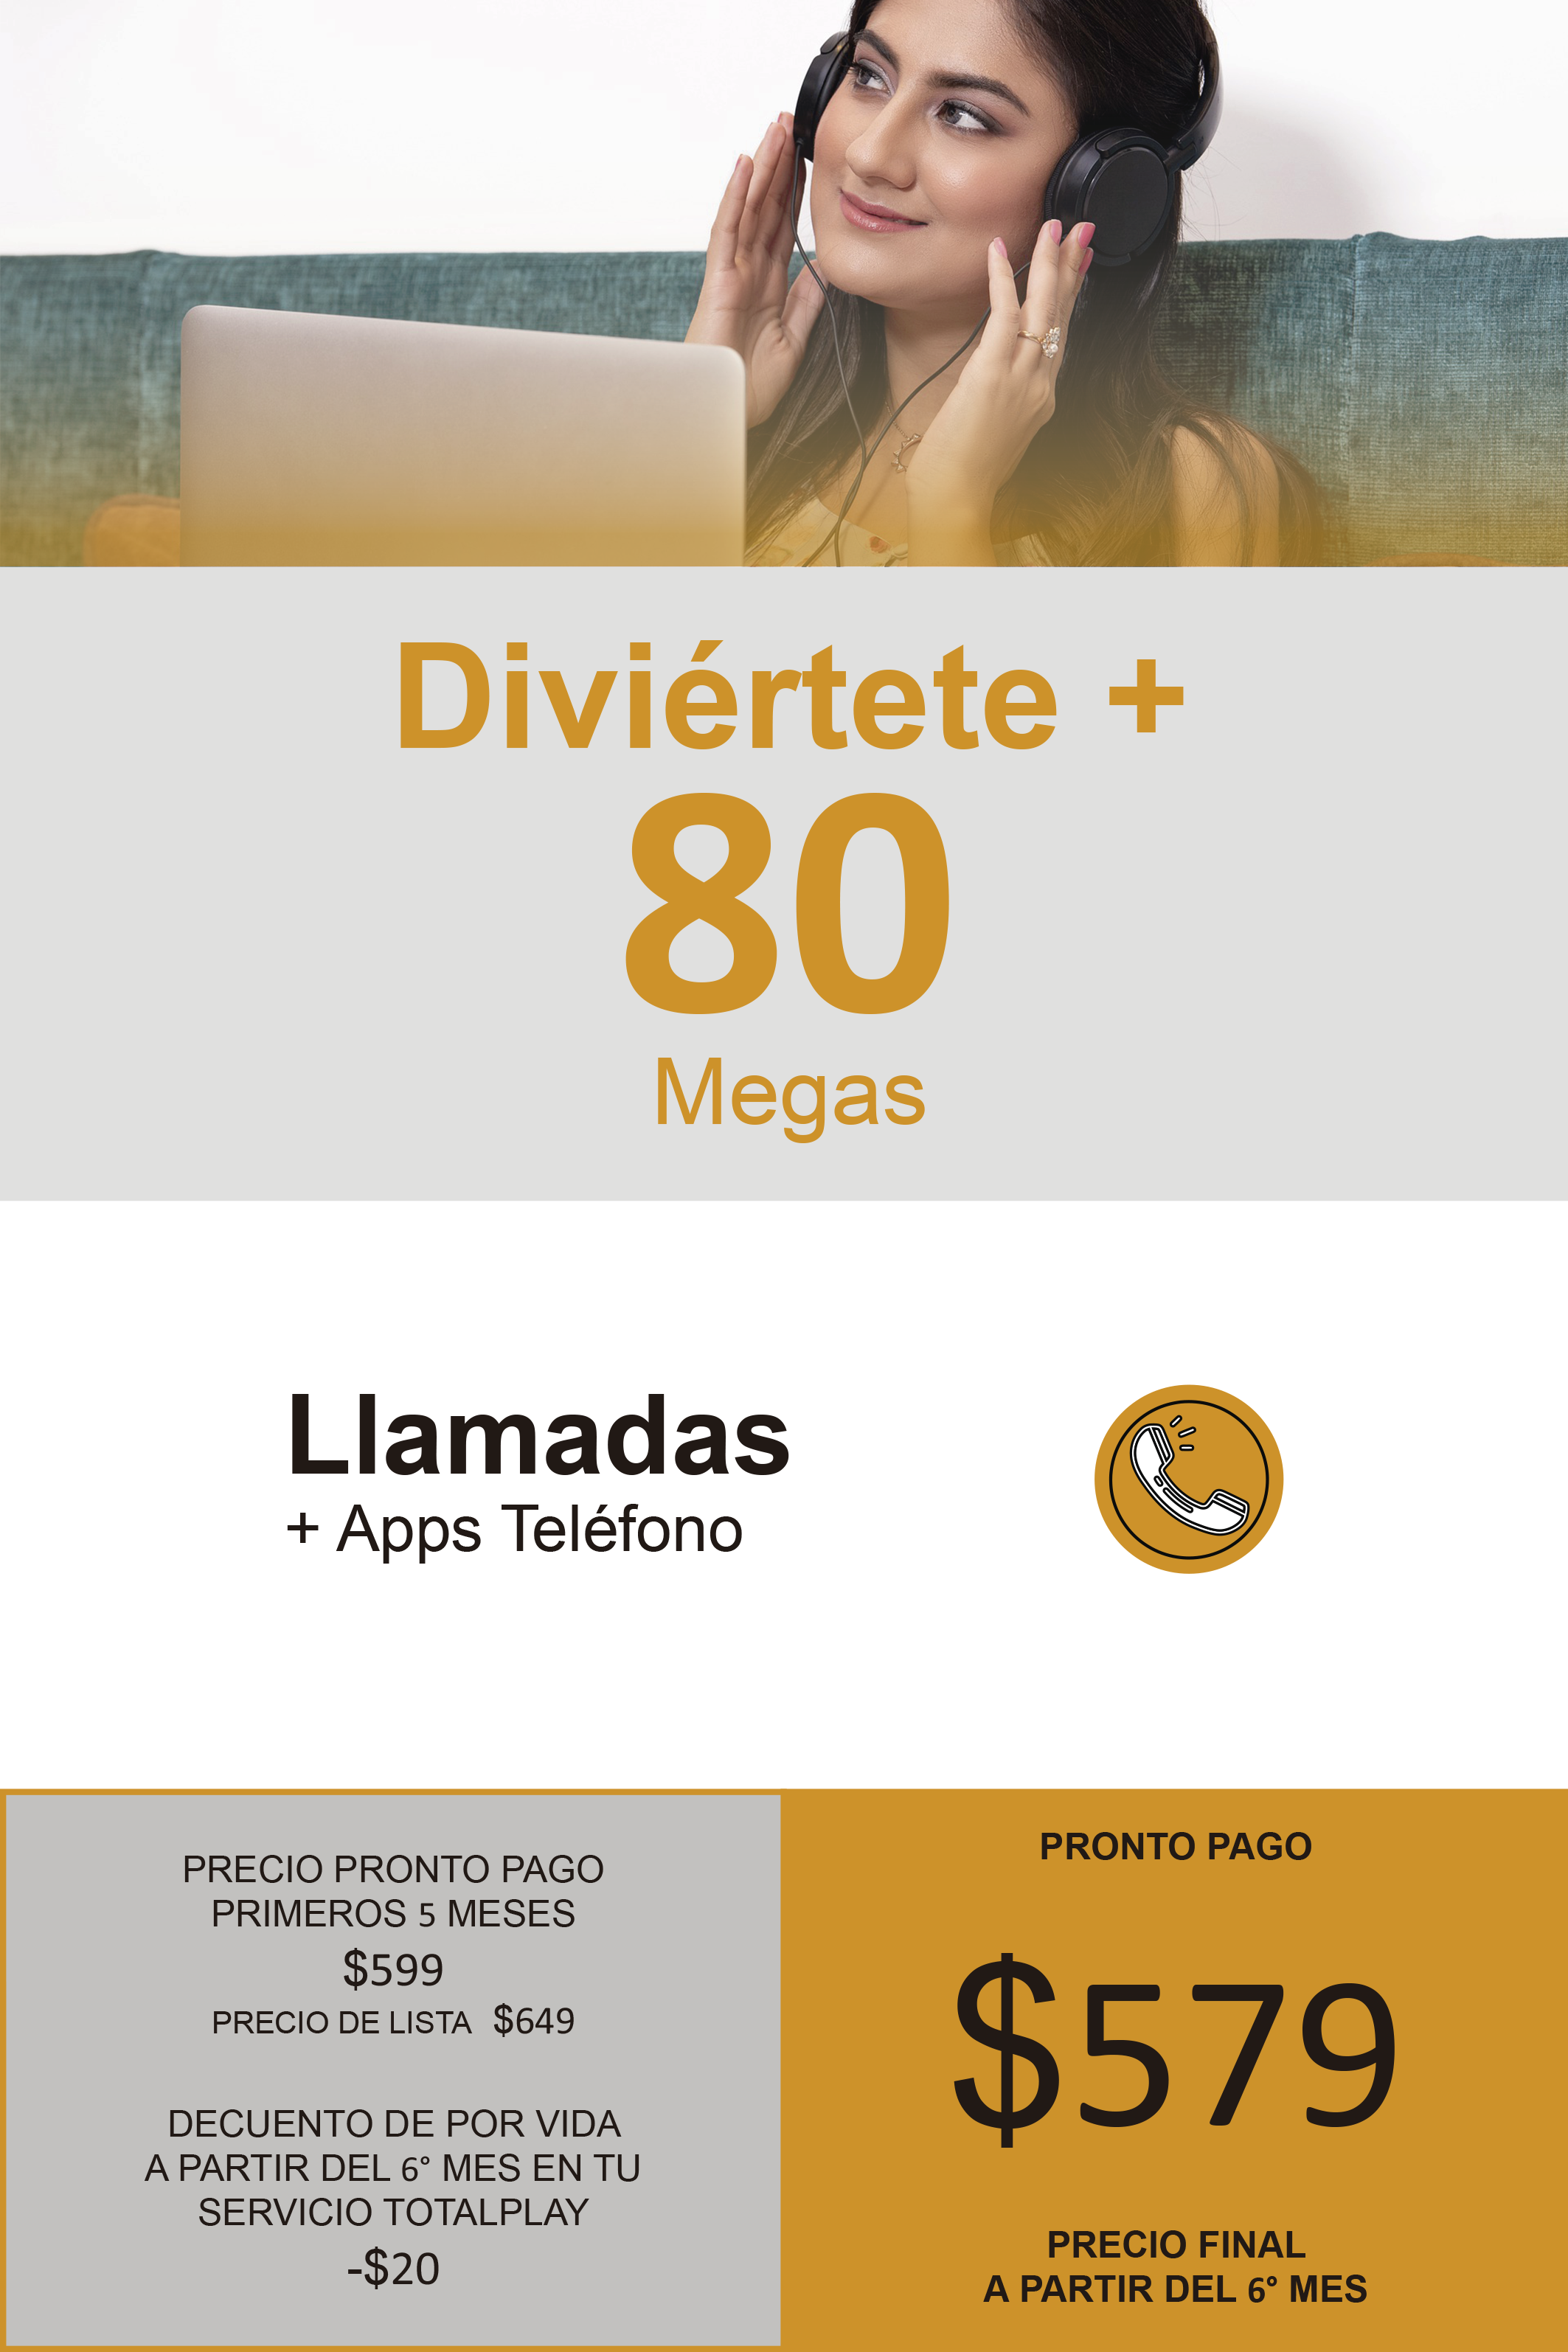 Diviértete +
80
Megas
Llamadas
+ Apps Teléfono
PRECIO PRONTO PAGO
PRIMEROS 5 MESES
$599
PRECIO DE LISTA $649
DECUENTO DE POR VIDA
A PARTIR DEL 6° MES EN TU
SERVICIO TOTALPLAY
-$20
PRONTO PAGO
$579
PRECIO FINAL
A PARTIR DEL 6° MES